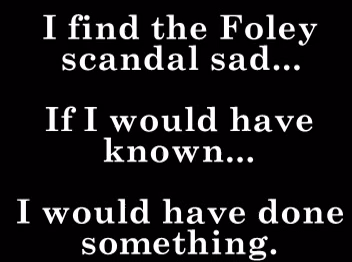 I find the Foley
scandal sad...
If I would have
known...
I would have done
something.